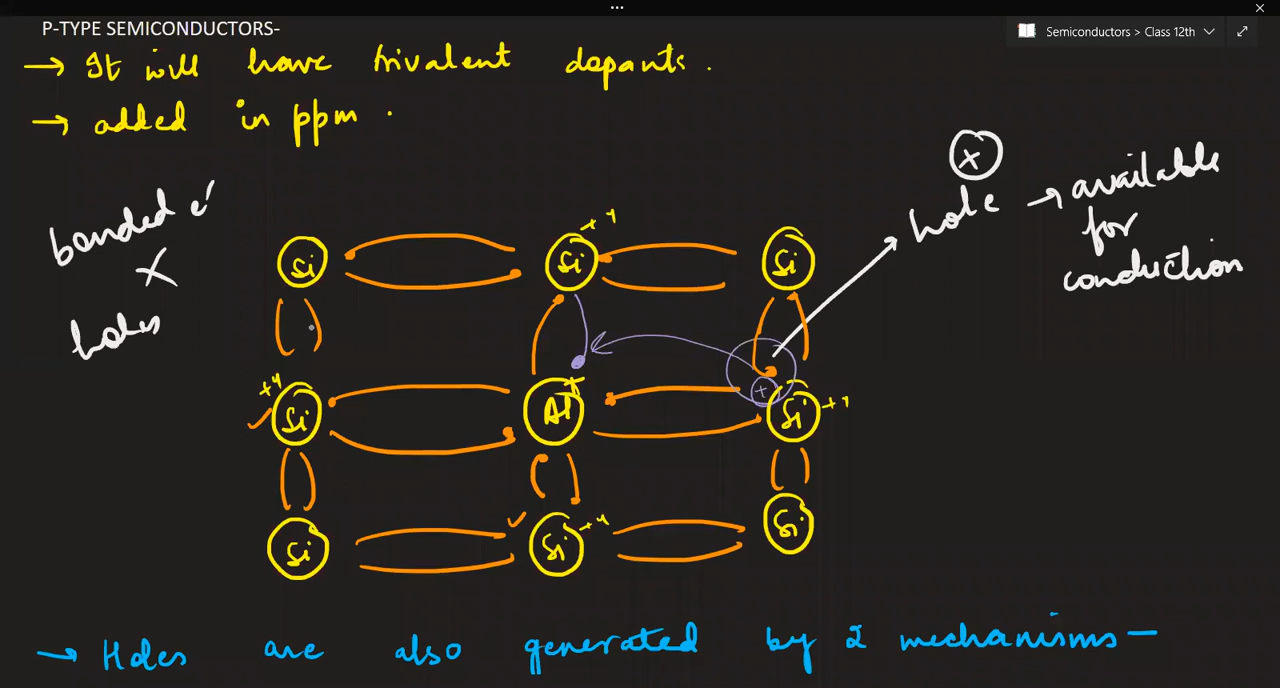 P-TYPE SEMICONDUCTORS-
Semiconductors > Class 12th
→ It will have trivalent dopants.
→ added in ppm.
bonded e⁻
X
holes
X
hole → available
for
conduction
Si Si +4 Si
+4 Si Al Si +4
+
Si Si +4 Si
→ Holes are also generated by 2 mechanisms-